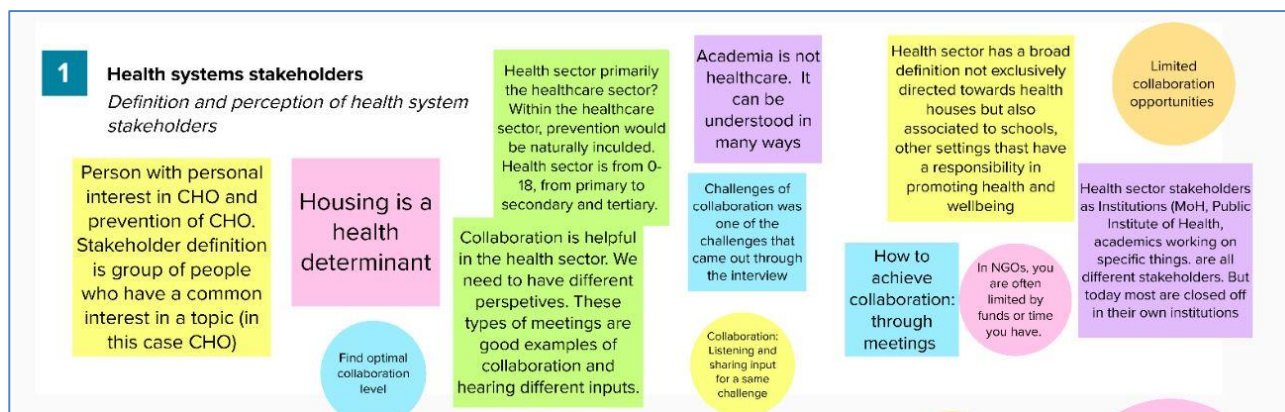 1
Health systems stakeholders
Definition and perception of health system
stakeholders
Person with personal
interest in CHO and
prevention of CHO.
Stakeholder definition
is group of people
who have a common
interest in a topic (in
this case CHO)
Housing is a
health
determinant
Find optimal
collaboration
level
Health sector primarily
the healthcare sector?
Within the healthcare
sector, prevention would
be naturally inculded.
Health sector is from 0-
18, from primary to
secondary and tertiary.
Collaboration is helpful
in the health sector. We
need to have different
perspetives. These
types of meetings are
good examples of
collaboration and
hearing different inputs.
Academia is not
healthcare. It
can be
understood in
many ways
Challenges of
collaboration was
one of the
challenges that
came out through
the interview
Collaboration:
Listening and
sharing input
for a same
challenge
Health sector has a broad
definition not exclusively
directed towards health
houses but also
associated to schools,
other settings thast have
a responsibility in
promoting health and
wellbeing
How to
achieve
collaboration:
through
meetings
In NGOs, you
are often
limited by
funds or time
you have.
Limited
collaboration
opportunities
Health sector stakeholders
as Institutions (MoH, Public
Institute of Health,
academics working on
specific things. are all
different stakeholders. But
today most are closed off
in their own institutions